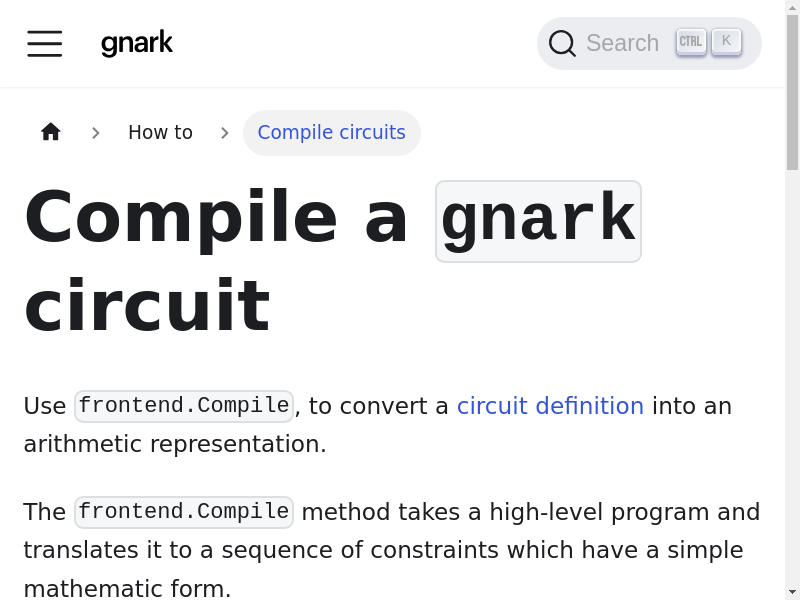 gnark
Search CTRL K
How to Compile circuits
Compile a gnark
circuit
Use frontend.Compile, to convert a circuit definition into an
arithmetic representation.
The frontend.Compile method takes a high-level program and
translates it to a sequence of constraints which have a simple
mathematic form.